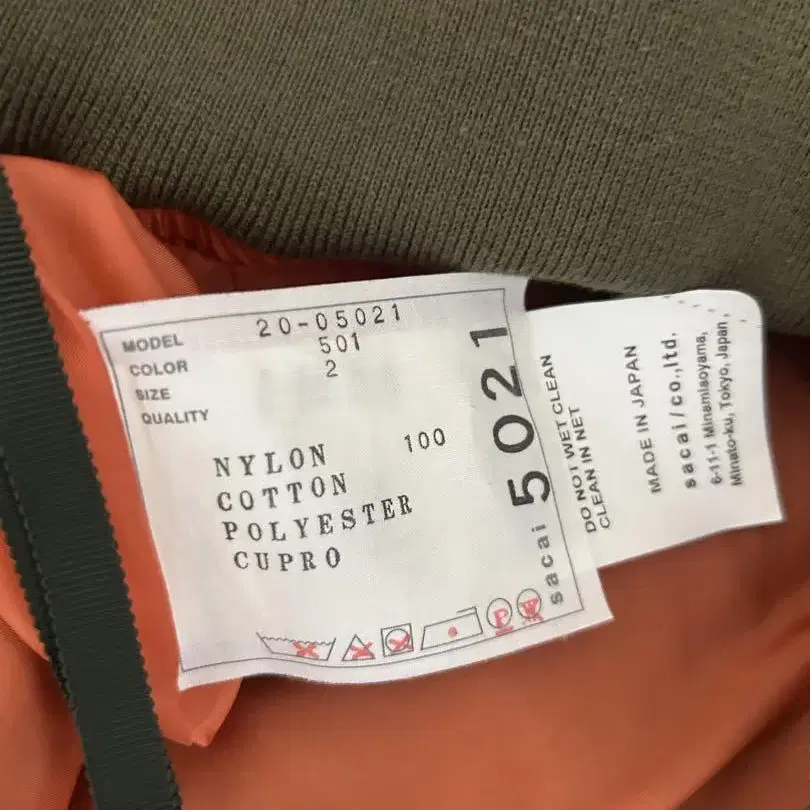 MODEL 20-05021
COLOR 501
SIZE 2
QUALITY
NYLON 100
COTTON
POLYESTER
CUPRO
sacai 5021
DO NOT WET CLEAN
CLEAN IN NET
MADE IN JAPAN
sacai/co.,ltd.
6-11-1 Minamiaoyama,
Minato-ku, Tokyo, Japan,